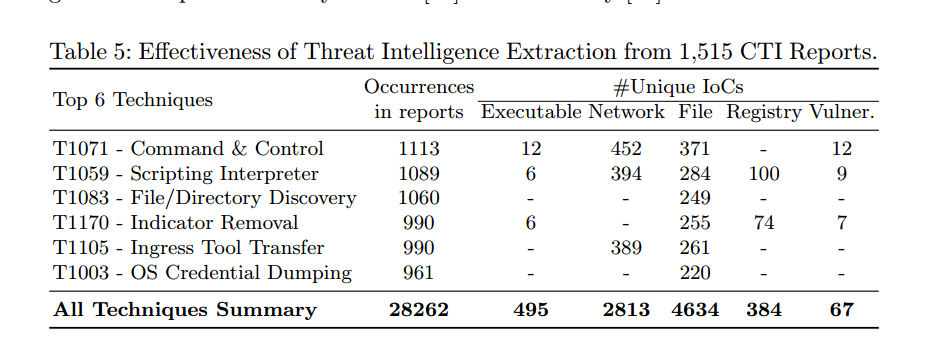 Table 5: Effectiveness of Threat Intelligence Extraction from 1,515 CTI Reports.
Top 6 Techniques Occurrences in reports #Unique IoCs
Executable Network File Registry Vulner.
T1071 - Command & Control 1113 12 452 371 - 12
T1059 - Scripting Interpreter 1089 6 394 284 100 9
T1083 - File/Directory Discovery 1060 - - 249 - -
T1170 - Indicator Removal 990 6 - 255 74 7
T1105 - Ingress Tool Transfer 990 - 389 261 - -
T1003 - OS Credential Dumping 961 - - 220 - -
All Techniques Summary 28262 495 2813 4634 384 67